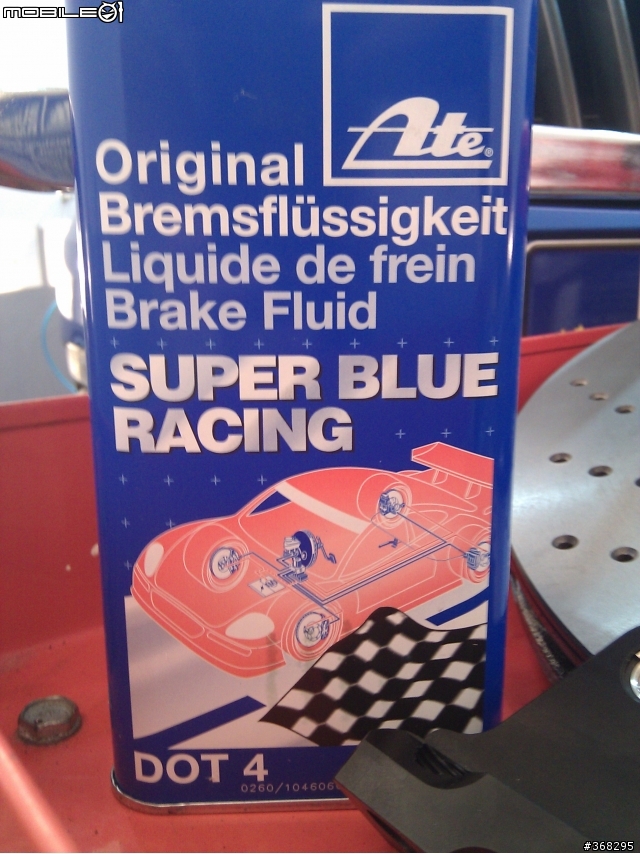 MOBILE01
Ate®
Original
Bremsflüssigkeit
Liquide de frein
Brake Fluid
SUPER BLUE
RACING
DOT 4
#368295